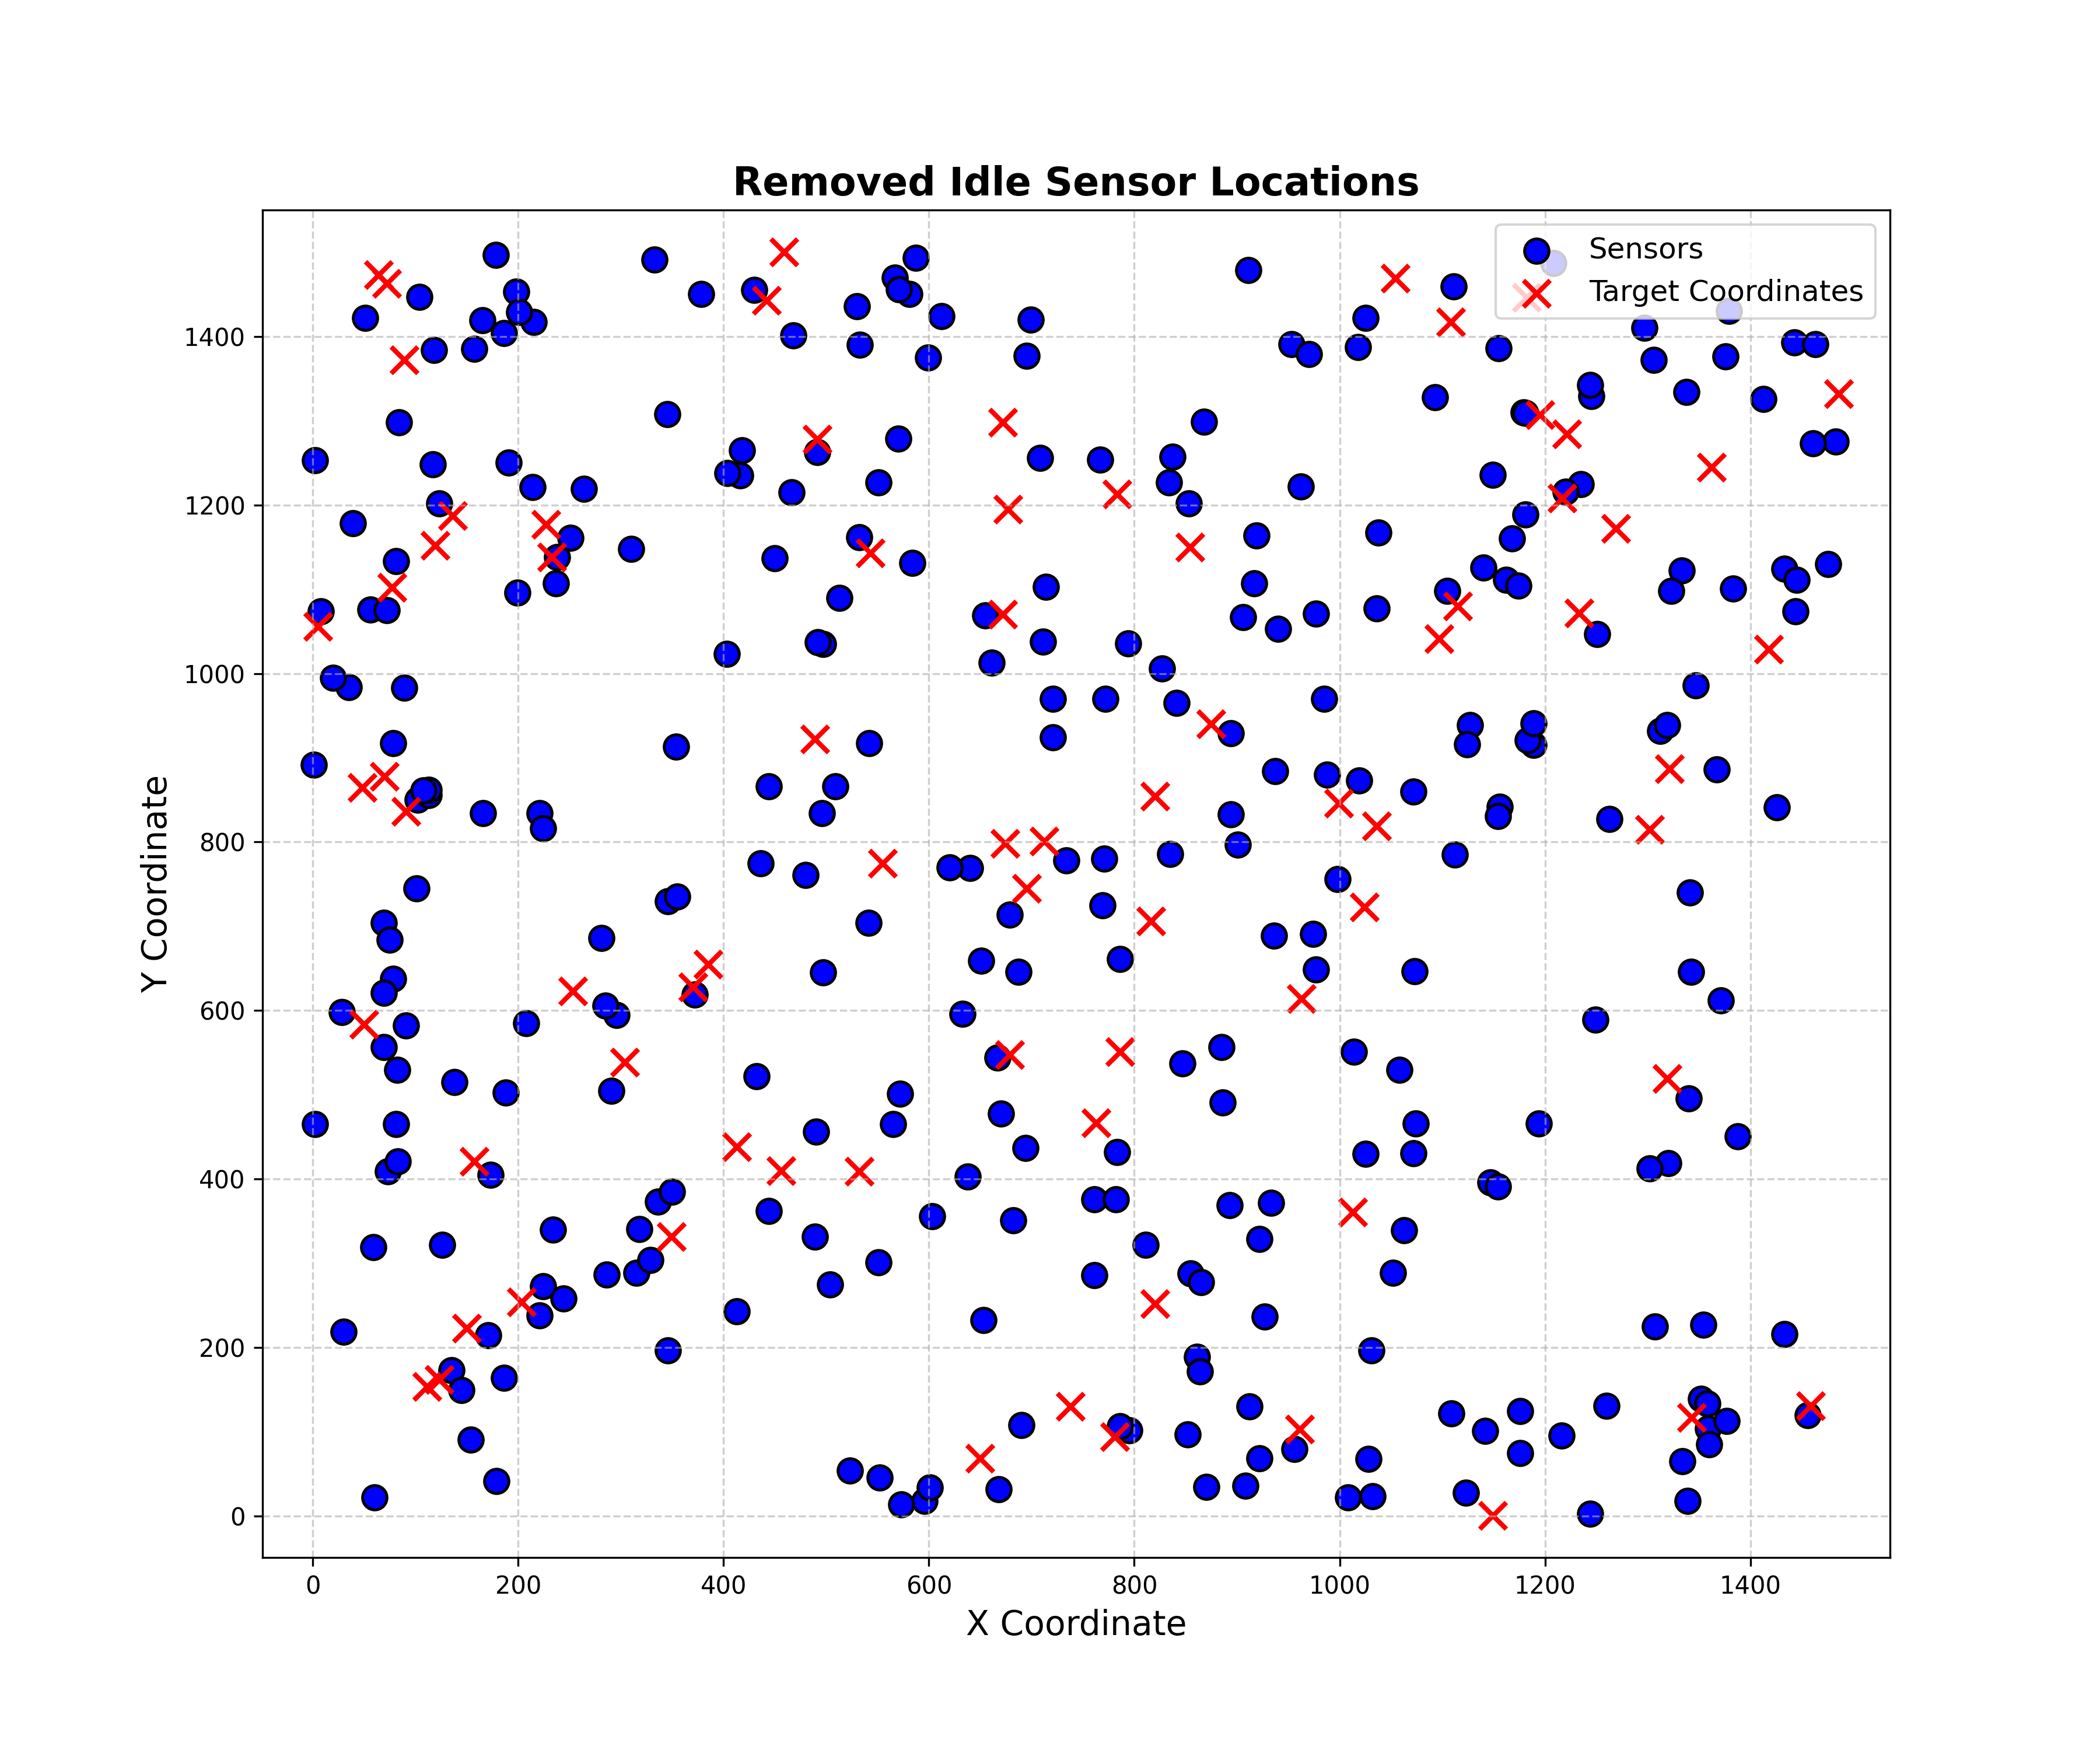 Removed Idle Sensor Locations
Sensors
Target Coordinates
Y Coordinate
1400
1200
1000
800
600
400
200
0
0 200 400 600 800 1000 1200 1400
X Coordinate